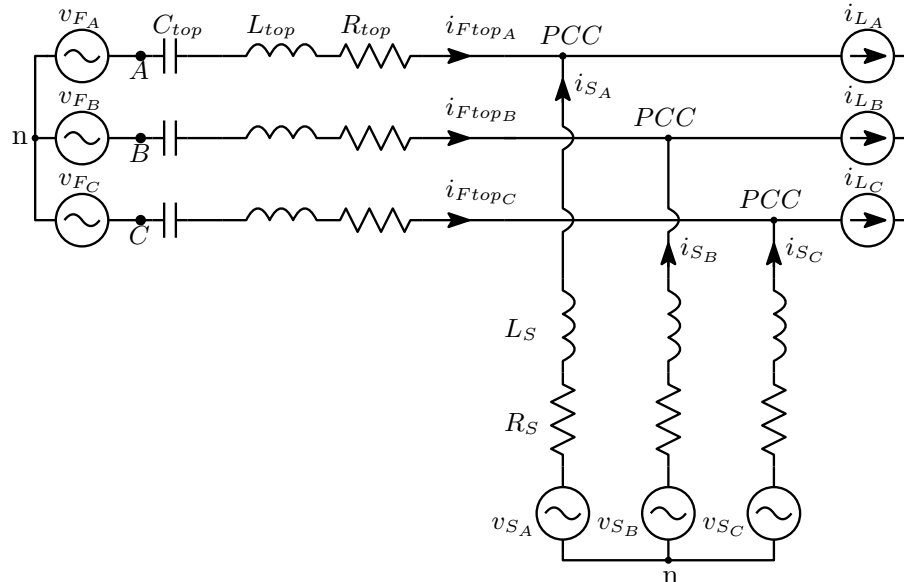 v_{F_A} C_{top} L_{top} R_{top} i_{Ftop_A} PCC i_{L_A}
A i_{S_A}
v_{F_B} i_{Ftop_B} PCC i_{L_B}
n B
v_{F_C} i_{Ftop_C} PCC i_{L_C}
C i_{S_B} i_{S_C}
L_S
R_S
v_{S_A} v_{S_B} v_{S_C}
n